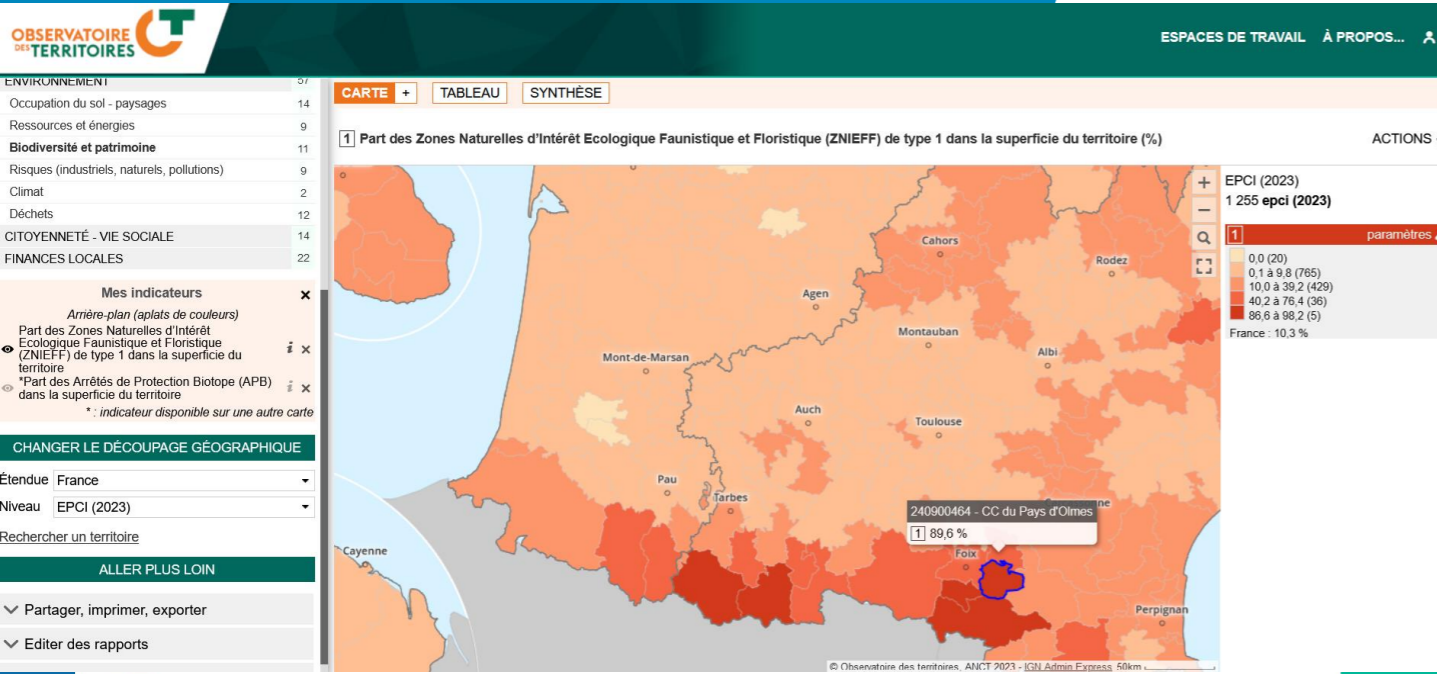 OBSERVATOIRE
DES TERRITOIRES
ESPACES DE TRAVAIL À PROPOS...
ENVIRONNEMENT 57
Occupation du sol - paysages 14
Ressources et énergies 9
Biodiversité et patrimoine 11
Risques (industriels, naturels, pollutions) 9
Climat 2
Déchets 12
CITOYENNETÉ - VIE SOCIALE 14
FINANCES LOCALES 22
Mes indicateurs x
Arrière-plan (aplats de couleurs)
Part des Zones Naturelles d'Intérêt
Ecologique Faunistique et Floristique
(ZNIEFF) de type 1 dans la superficie du
territoire
i x
*Part des Arrêtés de Protection Biotope (APB)
dans la superficie du territoire
i x
* : indicateur disponible sur une autre carte
CHANGER LE DÉCOUPAGE GÉOGRAPHIQUE
Étendue France
Niveau EPCI (2023)
Rechercher un territoire
ALLER PLUS LOIN
Partager, imprimer, exporter
Editer des rapports
CARTE + TABLEAU SYNTHÈSE
1 Part des Zones Naturelles d'Intérêt Ecologique Faunistique et Floristique (ZNIEFF) de type 1 dans la superficie du territoire (%)
ACTIONS
Cahors
Rodez
Agen
Montauban
Albi
Mont-de-Marsan
Auch
Toulouse
Pau
Tarbes
240900464 - CC du Pays d'Olmes
1 89,6 %
Foix
Cayenne
Perpignan
© Observatoire des territoires, ANCT 2023 - IGN Admin Express 50km
+
−
EPCI (2023)
1 255 epci (2023)
1 paramètres
0,0 (20)
0,1 à 9,8 (765)
10,0 à 39,2 (429)
40,2 à 76,4 (36)
86,6 à 98,2 (5)
France : 10,3 %